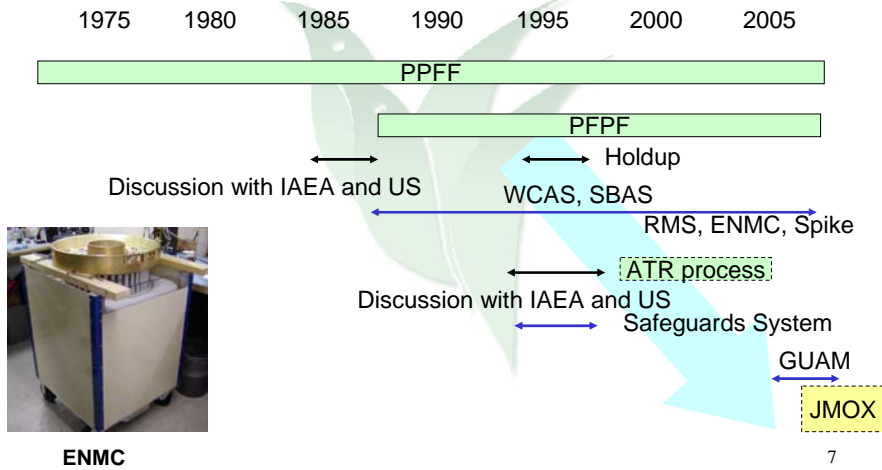 1975 1980 1985 1990 1995 2000 2005
PPFF
PFPF
Holdup
Discussion with IAEA and US
WCAS, SBAS
RMS, ENMC, Spike
ATR process
Discussion with IAEA and US
Safeguards System
GUAM
JMOX
ENMC
7